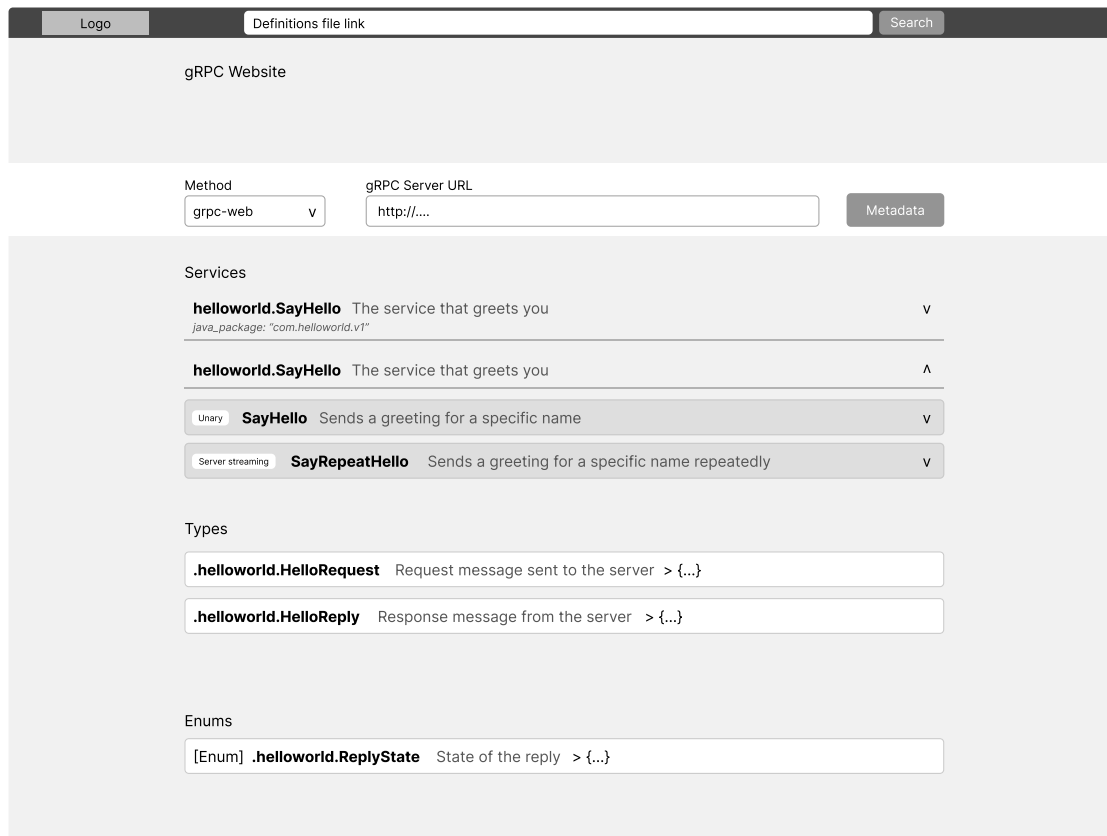 Logo Definitions file link Search
gRPC Website
Method gRPC Server URL
grpc-web v http://.... Metadata
Services
helloworld.SayHello The service that greets you v
java_package: “com.helloworld.v1”
helloworld.SayHello The service that greets you ʌ
Unary SayHello Sends a greeting for a specific name v
Server streaming SayRepeatHello Sends a greeting for a specific name repeatedly v
Types
.helloworld.HelloRequest Request message sent to the server > {...}
.helloworld.HelloReply Response message from the server > {...}
Enums
[Enum] .helloworld.ReplyState State of the reply > {...}